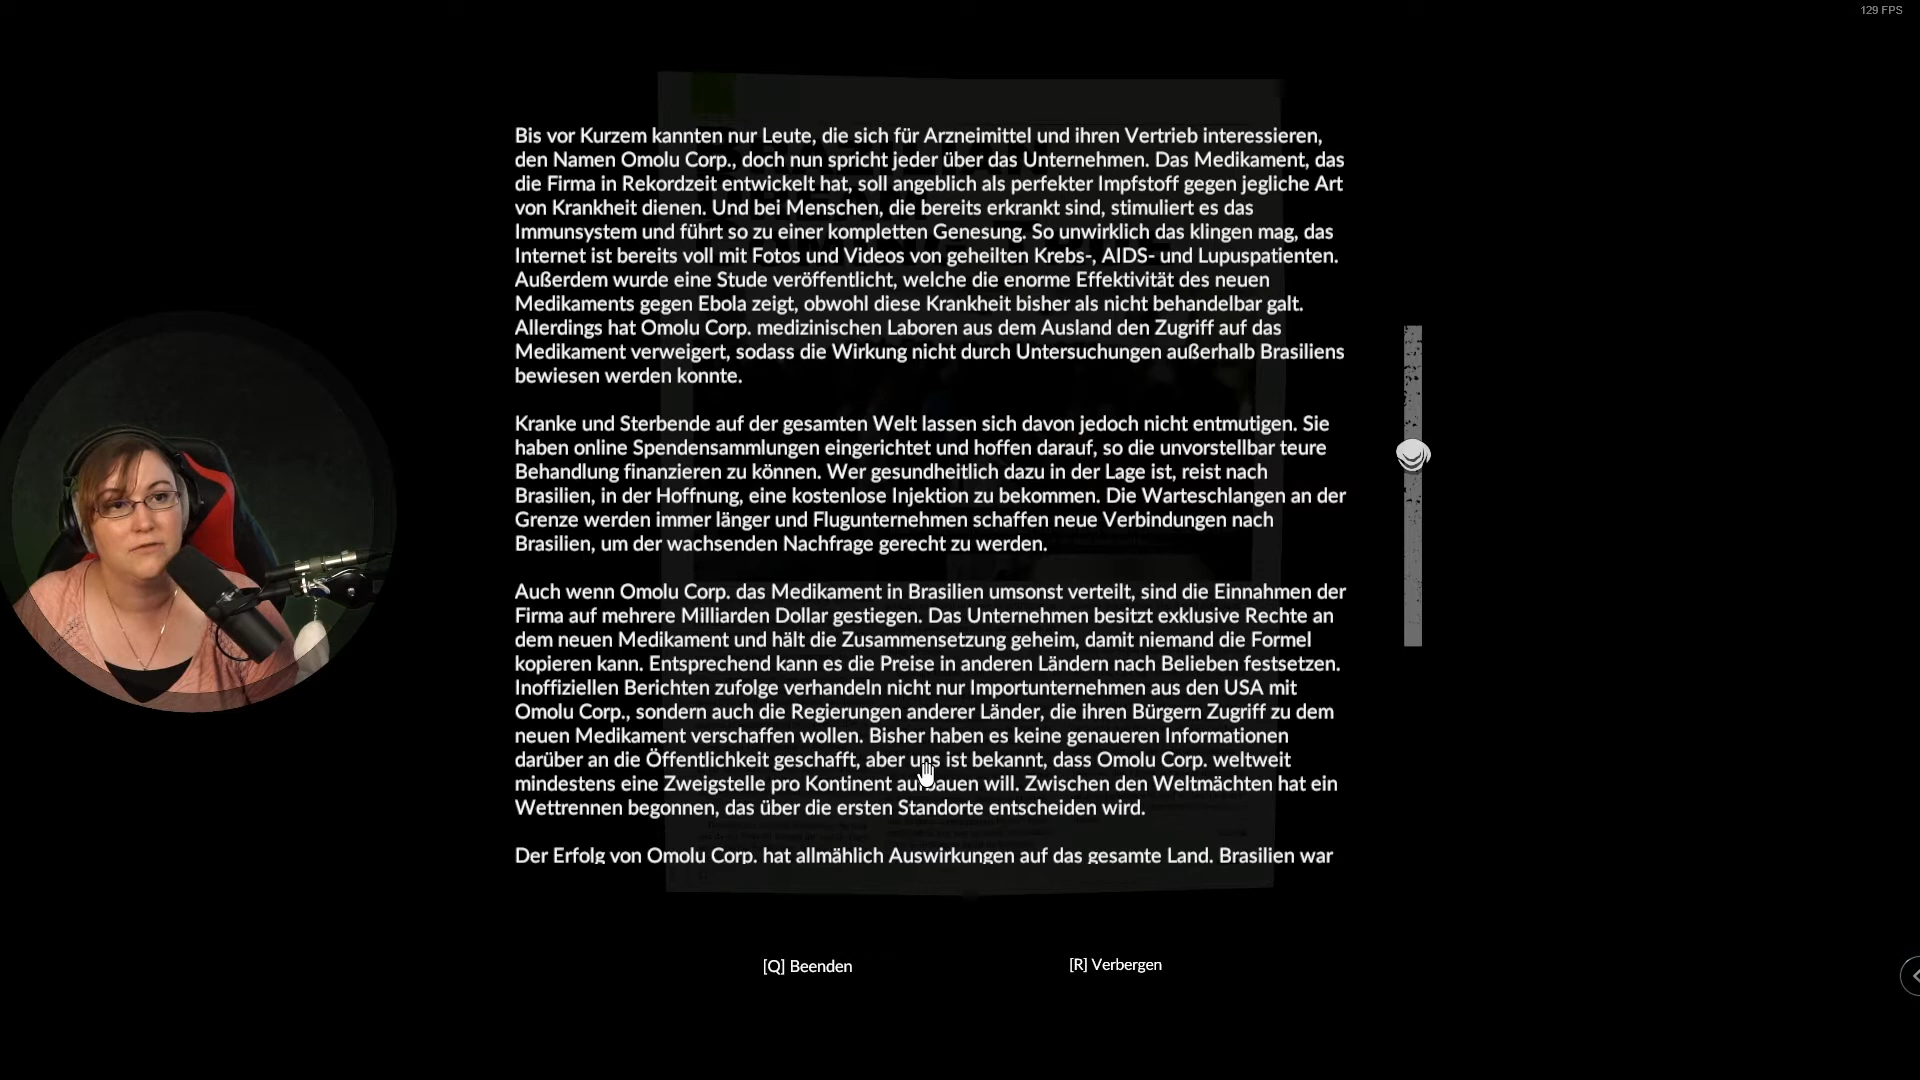 129 FPS
Bis vor Kurzem kannten nur Leute, die sich für Arzneimittel und ihren Vertrieb interessieren,
den Namen Omolu Corp., doch nun spricht jeder über das Unternehmen. Das Medikament, das
die Firma in Rekordzeit entwickelt hat, soll angeblich als perfekter Impfstoff gegen jegliche Art
von Krankheit dienen. Und bei Menschen, die bereits erkrankt sind, stimuliert es das
Immunsystem und führt so zu einer kompletten Genesung. So unwirklich das klingen mag, das
Internet ist bereits voll mit Fotos und Videos von geheilten Krebs-, AIDS- und Lupuspatienten.
Außerdem wurde eine Stude veröffentlicht, welche die enorme Effektivität des neuen
Medikaments gegen Ebola zeigt, obwohl diese Krankheit bisher als nicht behandelbar galt.
Allerdings hat Omolu Corp. medizinischen Laboren aus dem Ausland den Zugriff auf das
Medikament verweigert, sodass die Wirkung nicht durch Untersuchungen außerhalb Brasiliens
bewiesen werden konnte.
Kranke und Sterbende auf der gesamten Welt lassen sich davon jedoch nicht entmutigen. Sie
haben online Spendensammlungen eingerichtet und hoffen darauf, so die unvorstellbar teure
Behandlung finanzieren zu können. Wer gesundheitlich dazu in der Lage ist, reist nach
Brasilien, in der Hoffnung, eine kostenlose Injektion zu bekommen. Die Warteschlangen an der
Grenze werden immer länger und Flugunternehmen schaffen neue Verbindungen nach
Brasilien, um der wachsenden Nachfrage gerecht zu werden.
Auch wenn Omolu Corp. das Medikament in Brasilien umsonst verteilt, sind die Einnahmen der
Firma auf mehrere Milliarden Dollar gestiegen. Das Unternehmen besitzt exklusive Rechte an
dem neuen Medikament und hält die Zusammensetzung geheim, damit niemand die Formel
kopieren kann. Entsprechend kann es die Preise in anderen Ländern nach Belieben festsetzen.
Inoffiziellen Berichten zufolge verhandeln nicht nur Importunternehmen aus den USA mit
Omolu Corp., sondern auch die Regierungen anderer Länder, die ihren Bürgern Zugriff zu dem
neuen Medikament verschaffen wollen. Bisher haben es keine genaueren Informationen
darüber an die Öffentlichkeit geschafft, aber uns ist bekannt, dass Omolu Corp. weltweit
mindestens eine Zweigstelle pro Kontinent aufbauen will. Zwischen den Weltmächten hat ein
Wettrennen begonnen, das über die ersten Standorte entscheiden wird.
Der Erfolg von Omolu Corp. hat allmählich Auswirkungen auf das gesamte Land. Brasilien war
[Q] Beenden
[R] Verbergen